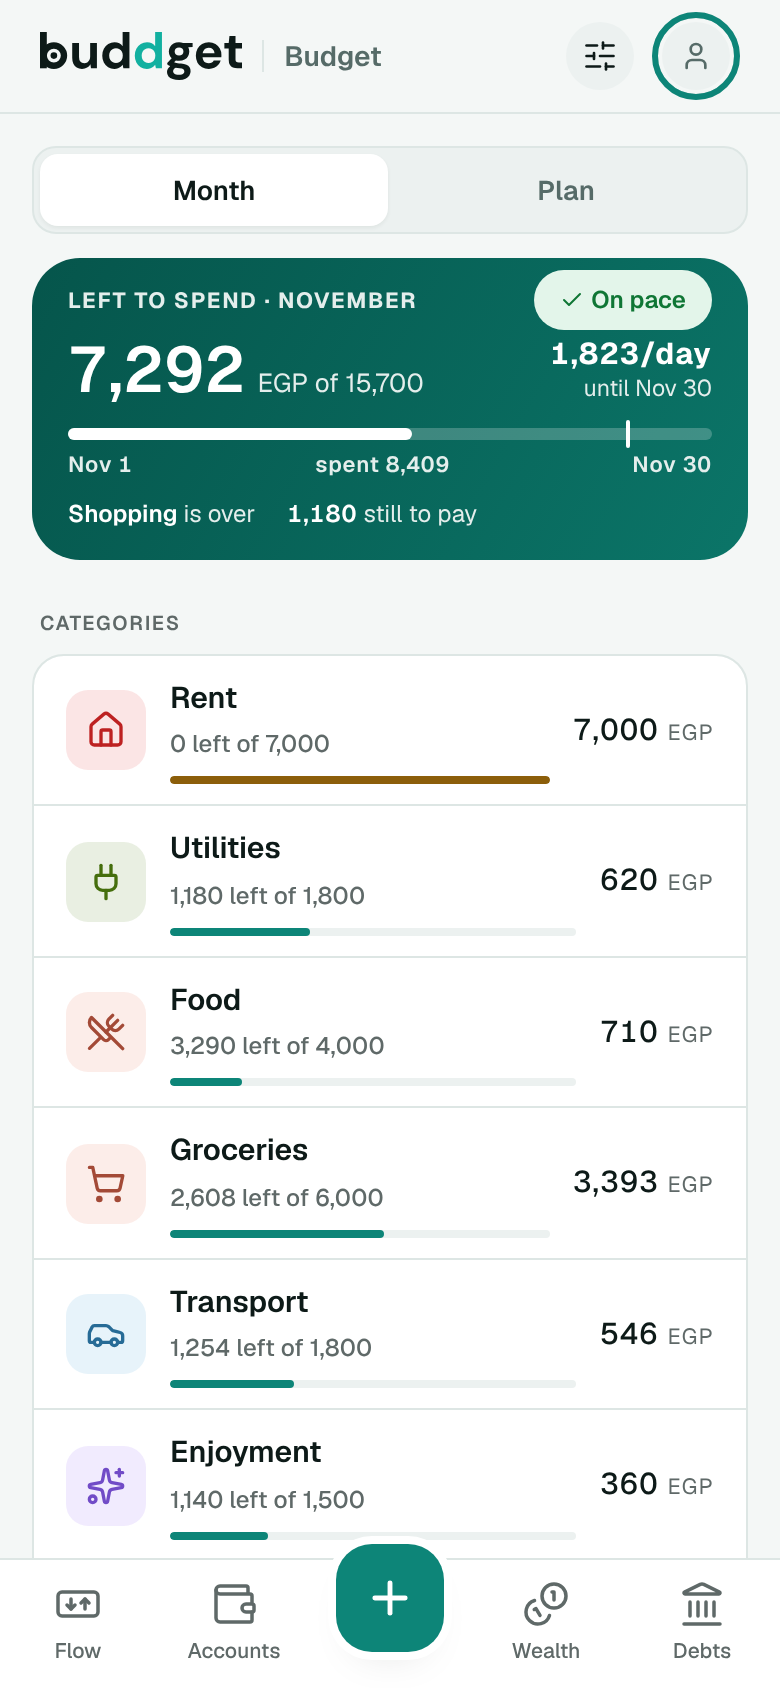 buddget
Budget
Month
Plan
LEFT TO SPEND · NOVEMBER
On pace
7,292 EGP of 15,700
1,823/day
until Nov 30
Nov 1
spent 8,409
Nov 30
Shopping is over
1,180 still to pay
CATEGORIES
Rent
0 left of 7,000
7,000 EGP
Utilities
1,180 left of 1,800
620 EGP
Food
3,290 left of 4,000
710 EGP
Groceries
2,608 left of 6,000
3,393 EGP
Transport
1,254 left of 1,800
546 EGP
Enjoyment
1,140 left of 1,500
360 EGP
Flow
Accounts
Wealth
Debts